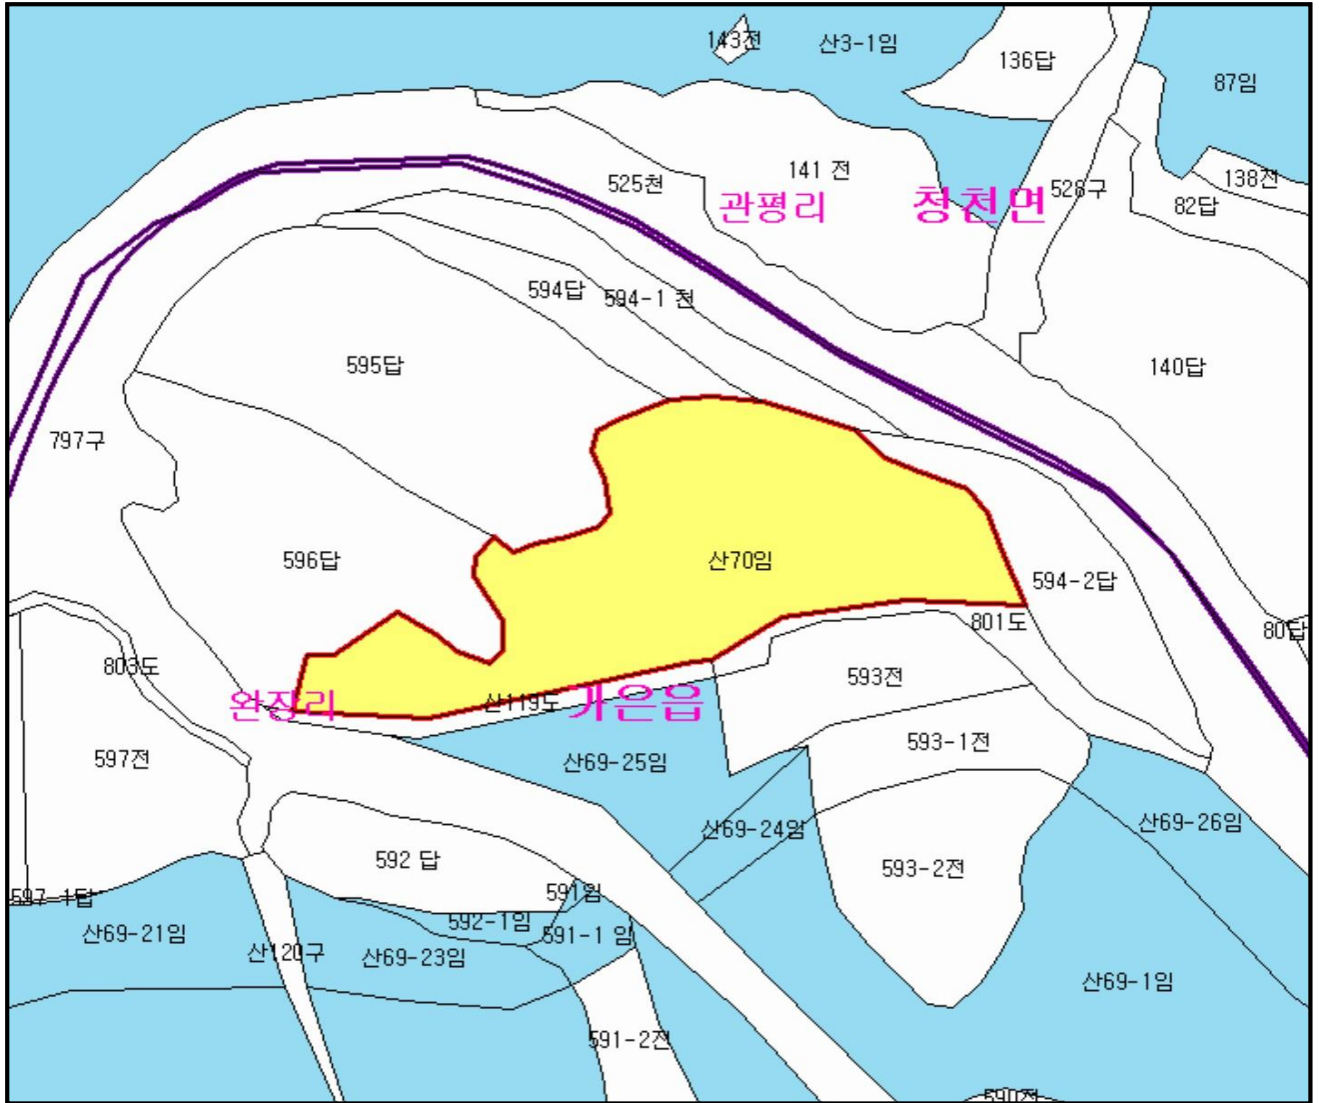 143전
산3-1임
136답
87임
141 전
138전
525천
528구
82답
관평리
청천면
594답
594-1 천
595답
140답
797구
596답
산70임
594-2답
801도
80답
803도
593전
완장리
산119도
가은읍
593-1전
597전
산69-25임
산69-24임
산69-26임
592 답
593-2전
591임
597-1답
592-1임
591-1 임
산69-21임
산120구
산69-23임
산69-1임
591-2전
590전